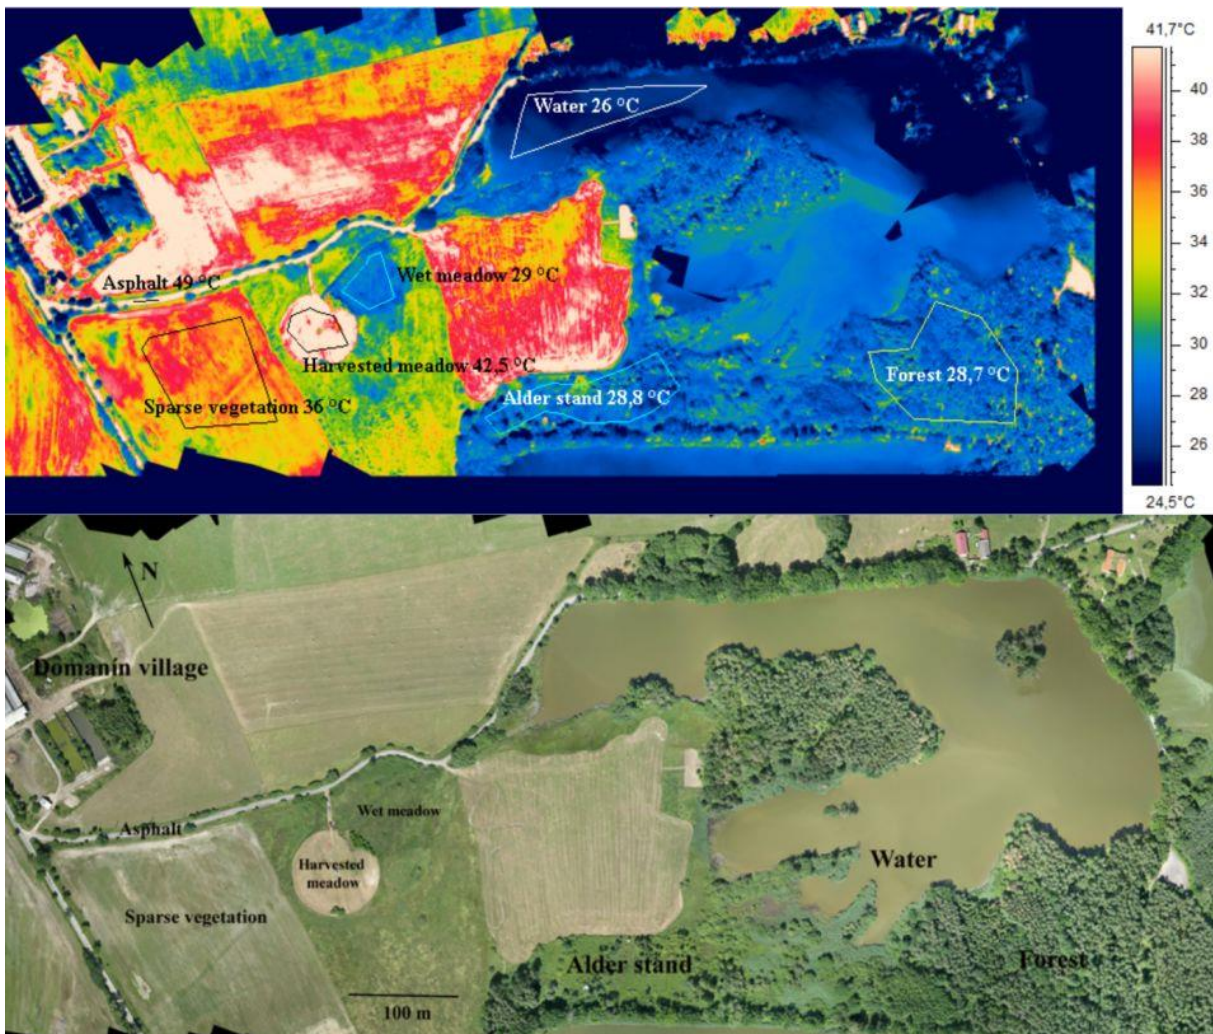 41,7°C
Water 26 °C
40
38
36
34
Asphalt 49 °C
Wet meadow 29 °C
32
Harvested meadow 42,5 °C
30
Forest 28,7 °C
Sparse vegetation 36 °C
Alder stand 28,8 °C
28
26
24,5°C
N
Domanín village
Asphalt
Wet meadow
Harvested
meadow
Water
Sparse vegetation
Alder stand
Forest
100 m